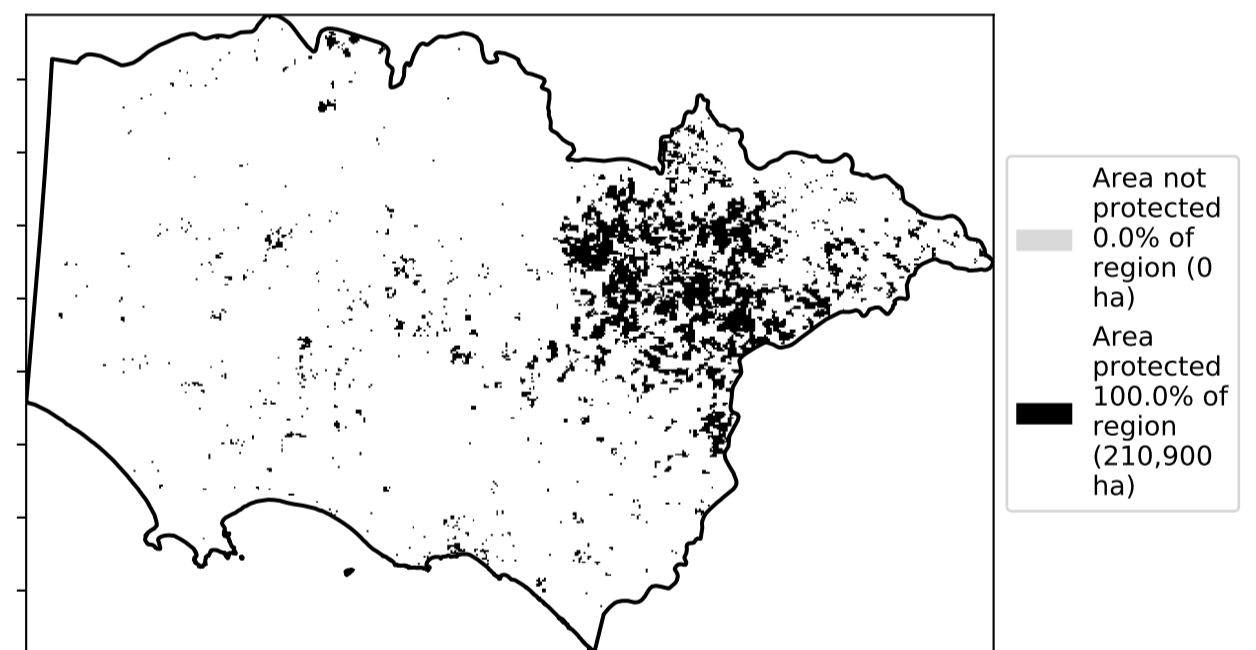 Area not
protected
0.0% of
region (0
ha)
Area
protected
100.0% of
region
(210,900
ha)